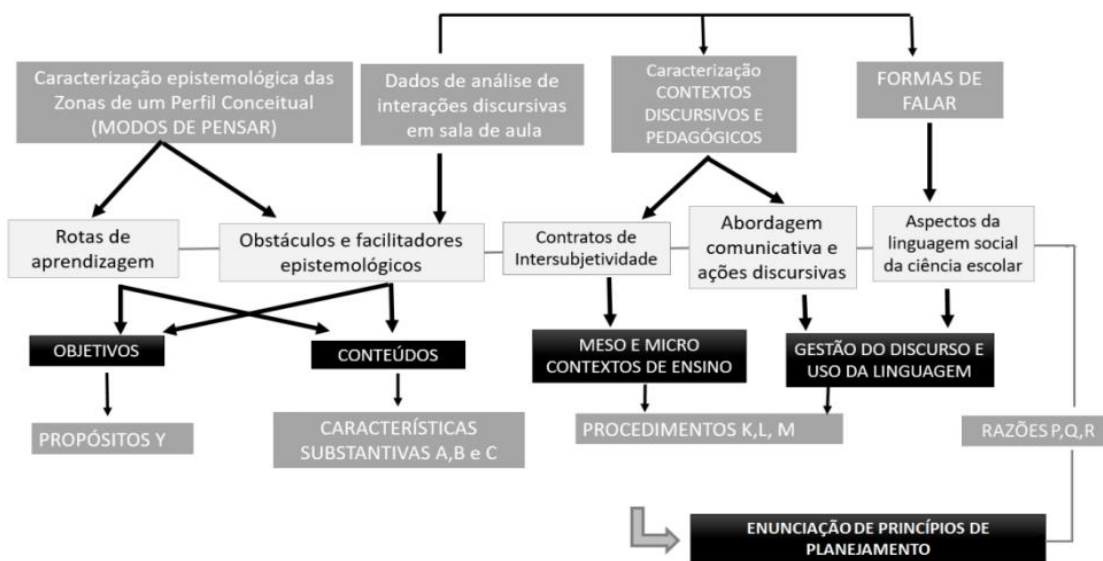 Caracterização epistemológica das
Zonas de um Perfil Conceitual
(MODOS DE PENSAR)
Dados de análise de
interações discursivas
em sala de aula
Caracterização
CONTEXTOS
DISCURSIVOS E
PEDAGÓGICOS
FORMAS DE
FALAR
Rotas de
aprendizagem
Obstáculos e facilitadores
epistemológicos
Contratos de
Intersubjetividade
Abordagem
comunicativa e
ações discursivas
Aspectos da
linguagem social
da ciência escolar
OBJETIVOS
CONTEÚDOS
MESO E MICRO
CONTEXTOS DE ENSINO
GESTÃO DO DISCURSO E
USO DA LINGUAGEM
PROPÓSITOS Y
CARACTERÍSTICAS
SUBSTANTIVAS A,B e C
PROCEDIMENTOS K,L, M
RAZÕES P,Q,R
ENUNCIAÇÃO DE PRINCÍPIOS DE
PLANEJAMENTO